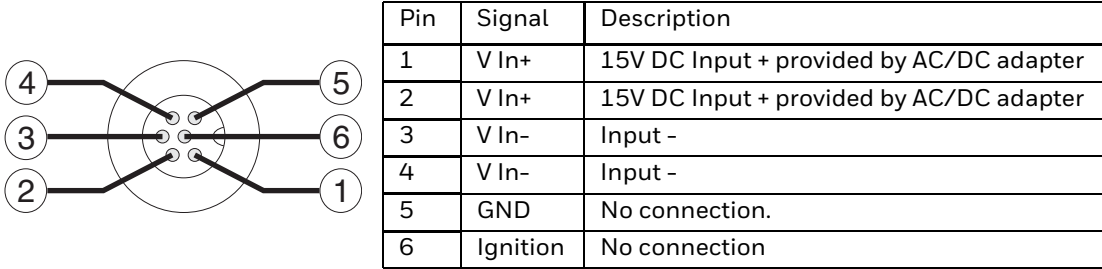 4
5
3
6
2
1
Pin Signal Description
1 V In+ 15V DC Input + provided by AC/DC adapter
2 V In+ 15V DC Input + provided by AC/DC adapter
3 V In- Input -
4 V In- Input -
5 GND No connection.
6 Ignition No connection